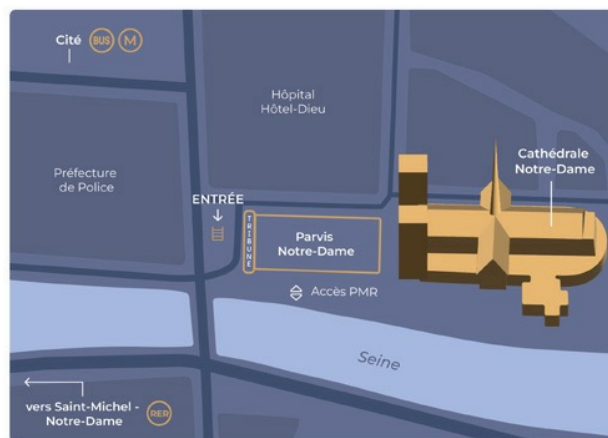 Cité BUS M
Hôpital
Hôtel-Dieu
Cathédrale
Notre-Dame
Préfecture
de Police
ENTRÉE
TRIBUNE
Parvis
Notre-Dame
Accès PMR
Seine
vers Saint-Michel -
Notre-Dame RER